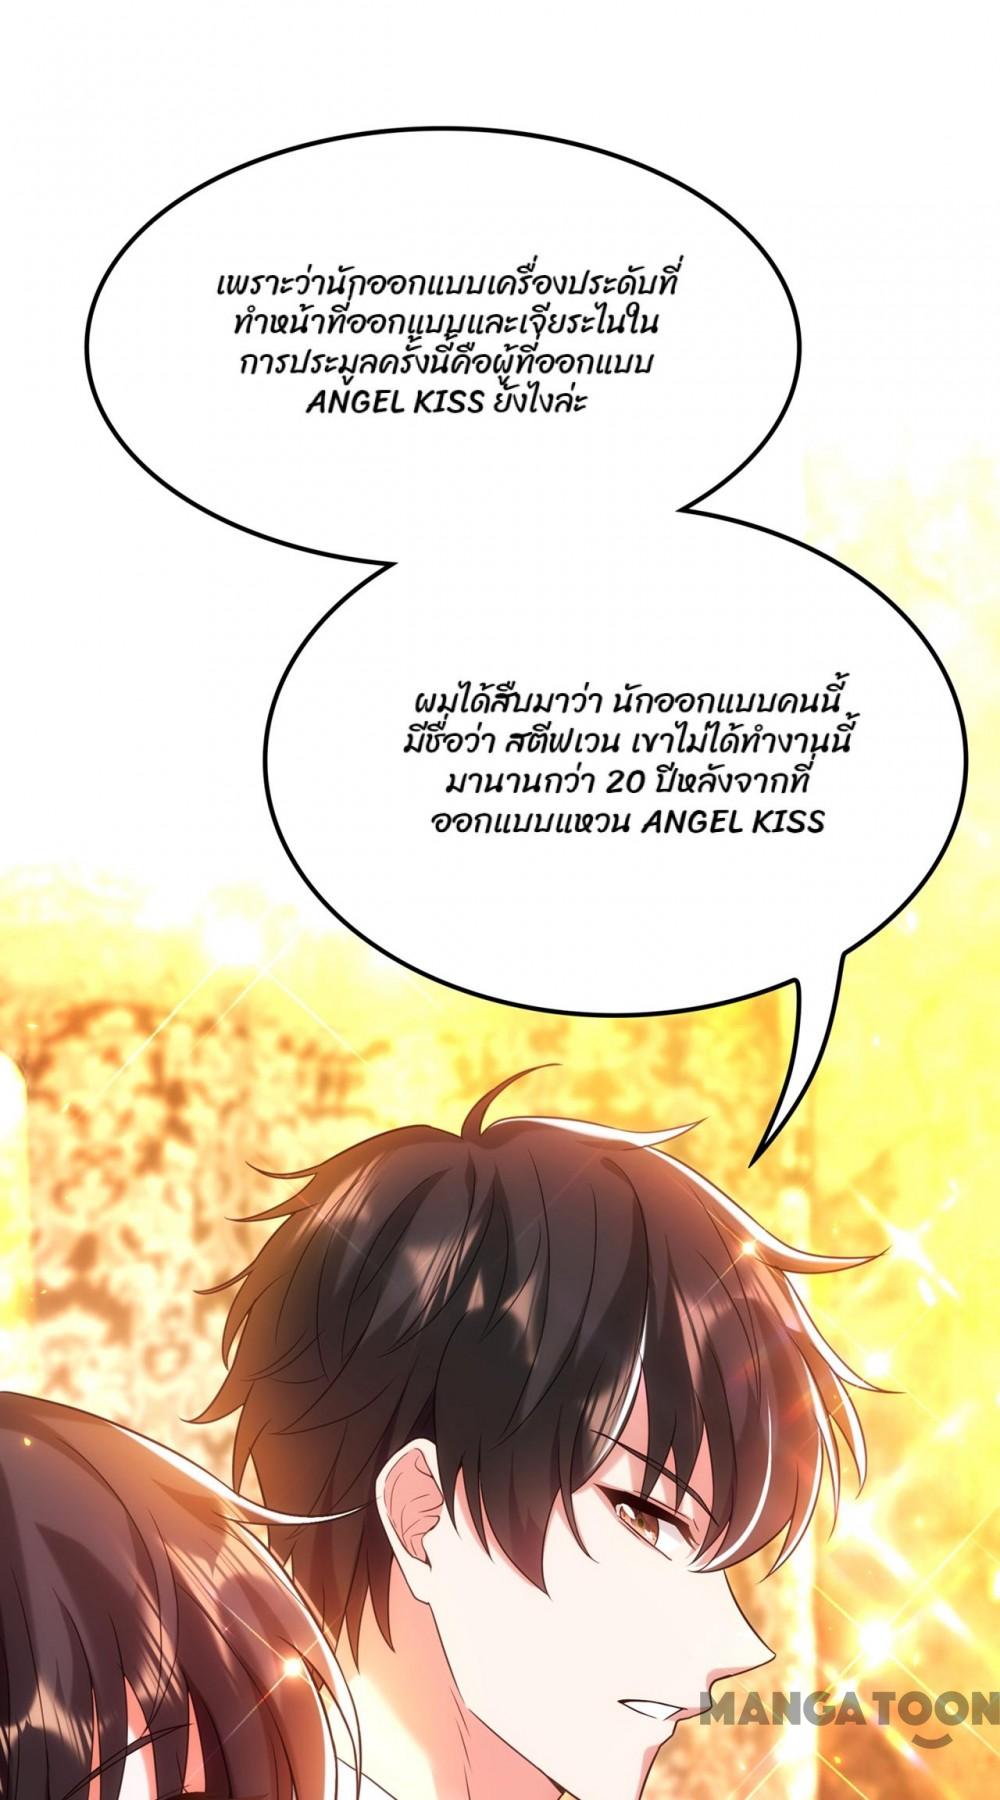 เพราะว่านักออกแบบเครื่องประดับที่
ทำหน้าที่ออกแบบและเจียระไนใน
การประมูลครั้งนี้คือผู้ที่ออกแบบ
ANGEL KISS ยังไงล่ะ
ผมได้สืบมาว่า นักออกแบบคนนี้
มีชื่อว่า สตีฟเวน เขาไม่ได้ทำงานนี้
มานานกว่า 20 ปีหลังจากที่
ออกแบบแหวน ANGEL KISS
MANGATOON